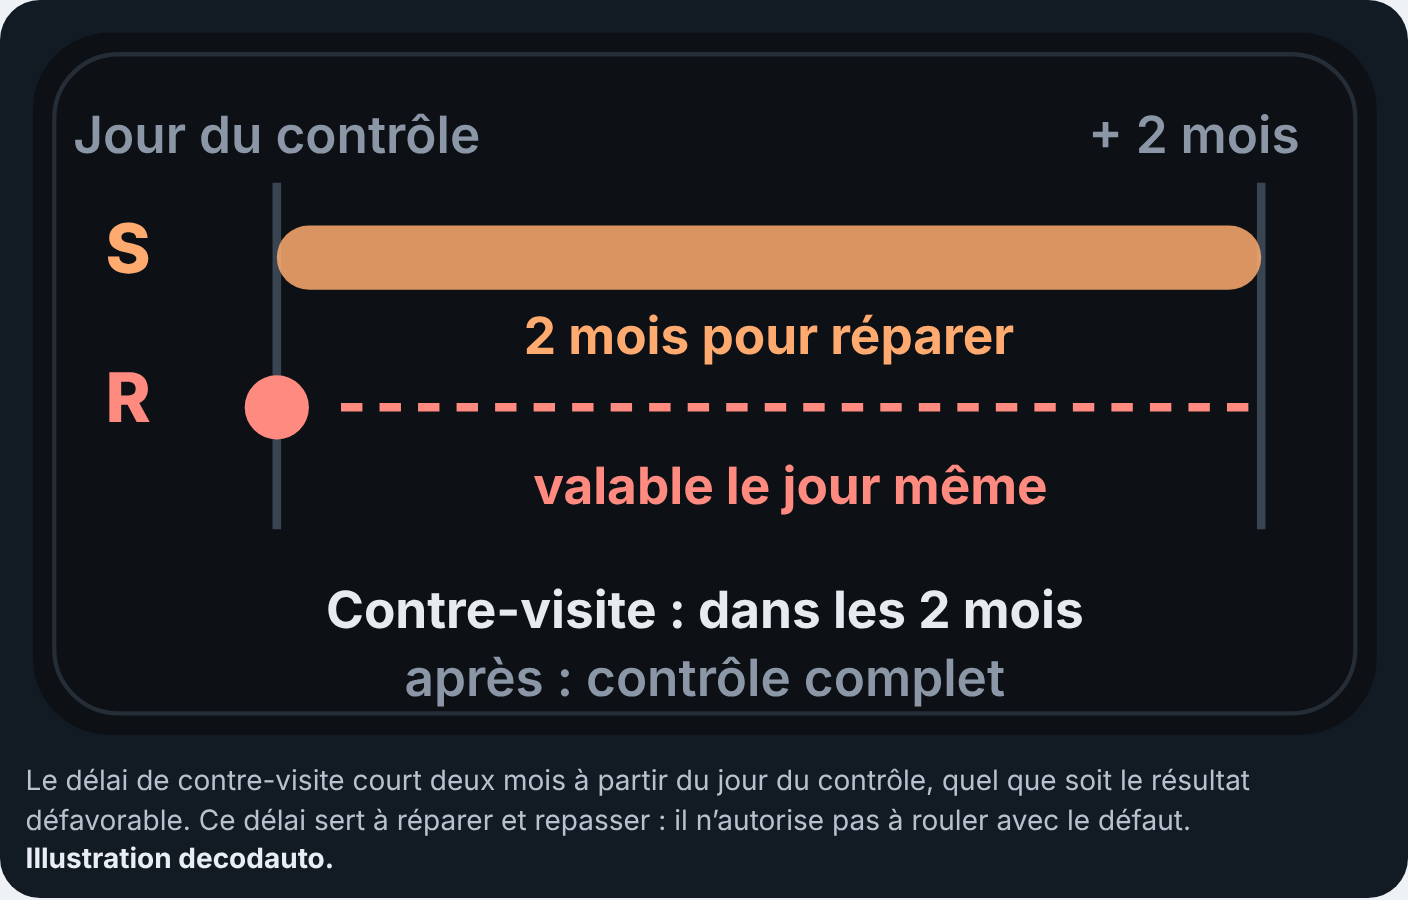 Jour du contrôle
+ 2 mois
S
2 mois pour réparer
R
valable le jour même
Contre-visite : dans les 2 mois
après : contrôle complet
Le délai de contre-visite court deux mois à partir du jour du contrôle, quel que soit le résultat
défavorable. Ce délai sert à réparer et repasser : il n’autorise pas à rouler avec le défaut.
Illustration decodauto.